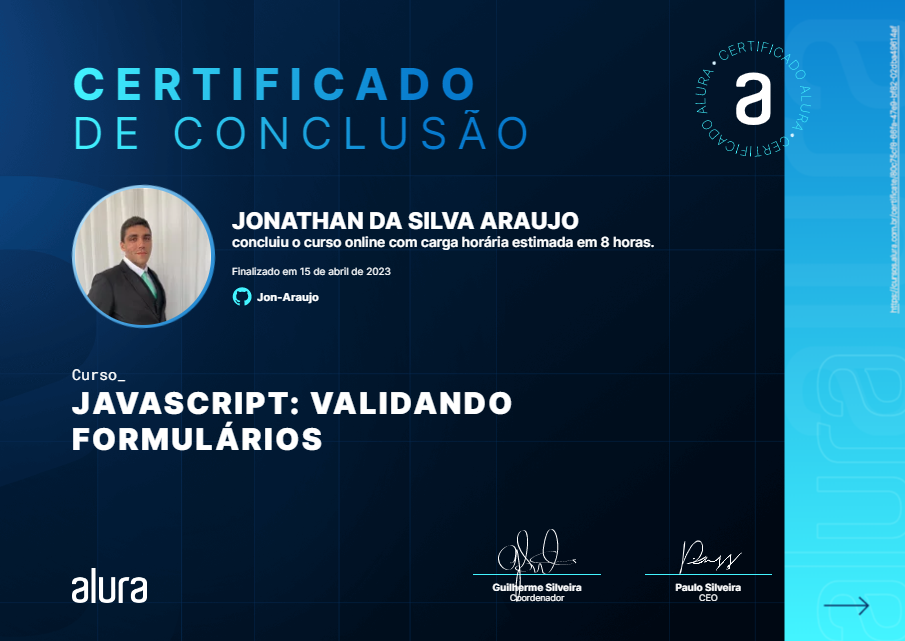 CERTIFICADO
DE CONCLUSÃO
CERTIFICADO ALURA • CERTIFICADO ALURA •
a
JONATHAN DA SILVA ARAUJO
concluiu o curso online com carga horária estimada em 8 horas.
Finalizado em 15 de abril de 2023
Jon-Araujo
Curso_
JAVASCRIPT: VALIDANDO
FORMULÁRIOS
alura
Guilherme Silveira
Coordenador
Paulo Silveira
CEO
alura